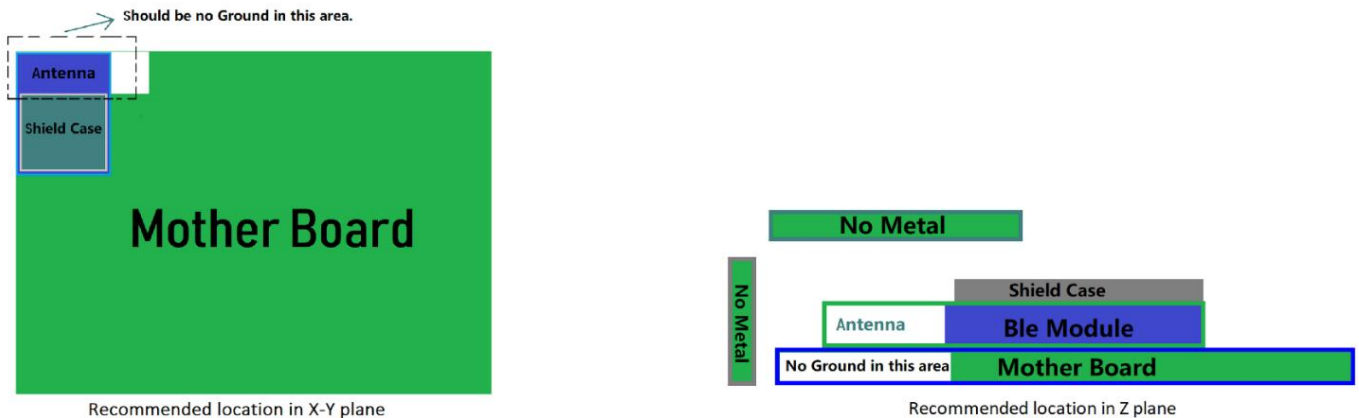 Should be no Ground in this area.
Antenna
Shield Case
Mother Board
Recommended location in X-Y plane
No Metal
No Metal
Shield Case
Antenna
Ble Module
No Ground in this area
Mother Board
Recommended location in Z plane